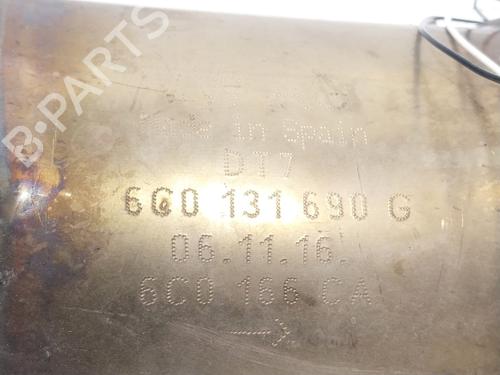 B-PARTS
Made in Spain
DT7
6C0 131 690 G
06.11.16.
6C0 166 CA